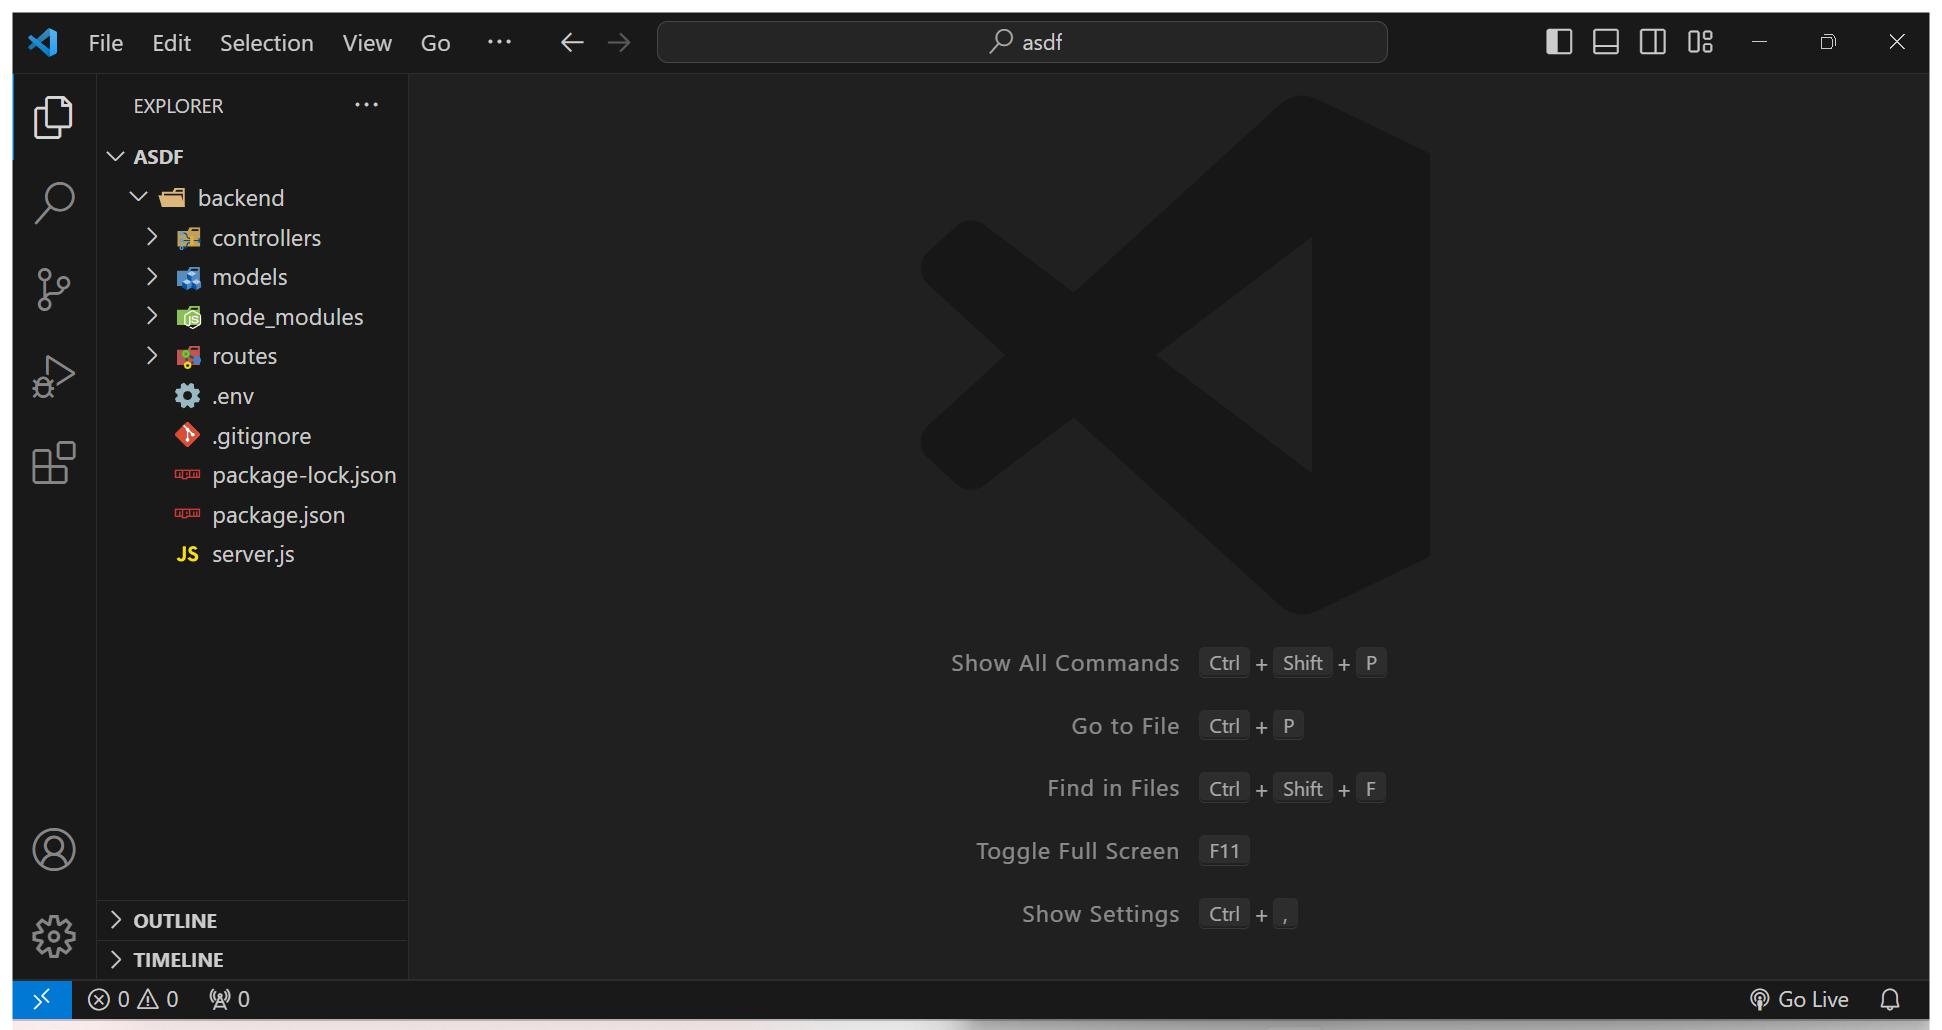 File Edit Selection View Go ··· asdf
EXPLORER ···
ASDF
backend
controllers
models
node_modules
routes
.env
.gitignore
package-lock.json
package.json
JS server.js
Show All Commands Ctrl + Shift + P
Go to File Ctrl + P
Find in Files Ctrl + Shift + F
Toggle Full Screen F11
Show Settings Ctrl + ,
OUTLINE
TIMELINE
0 0 0 Go Live